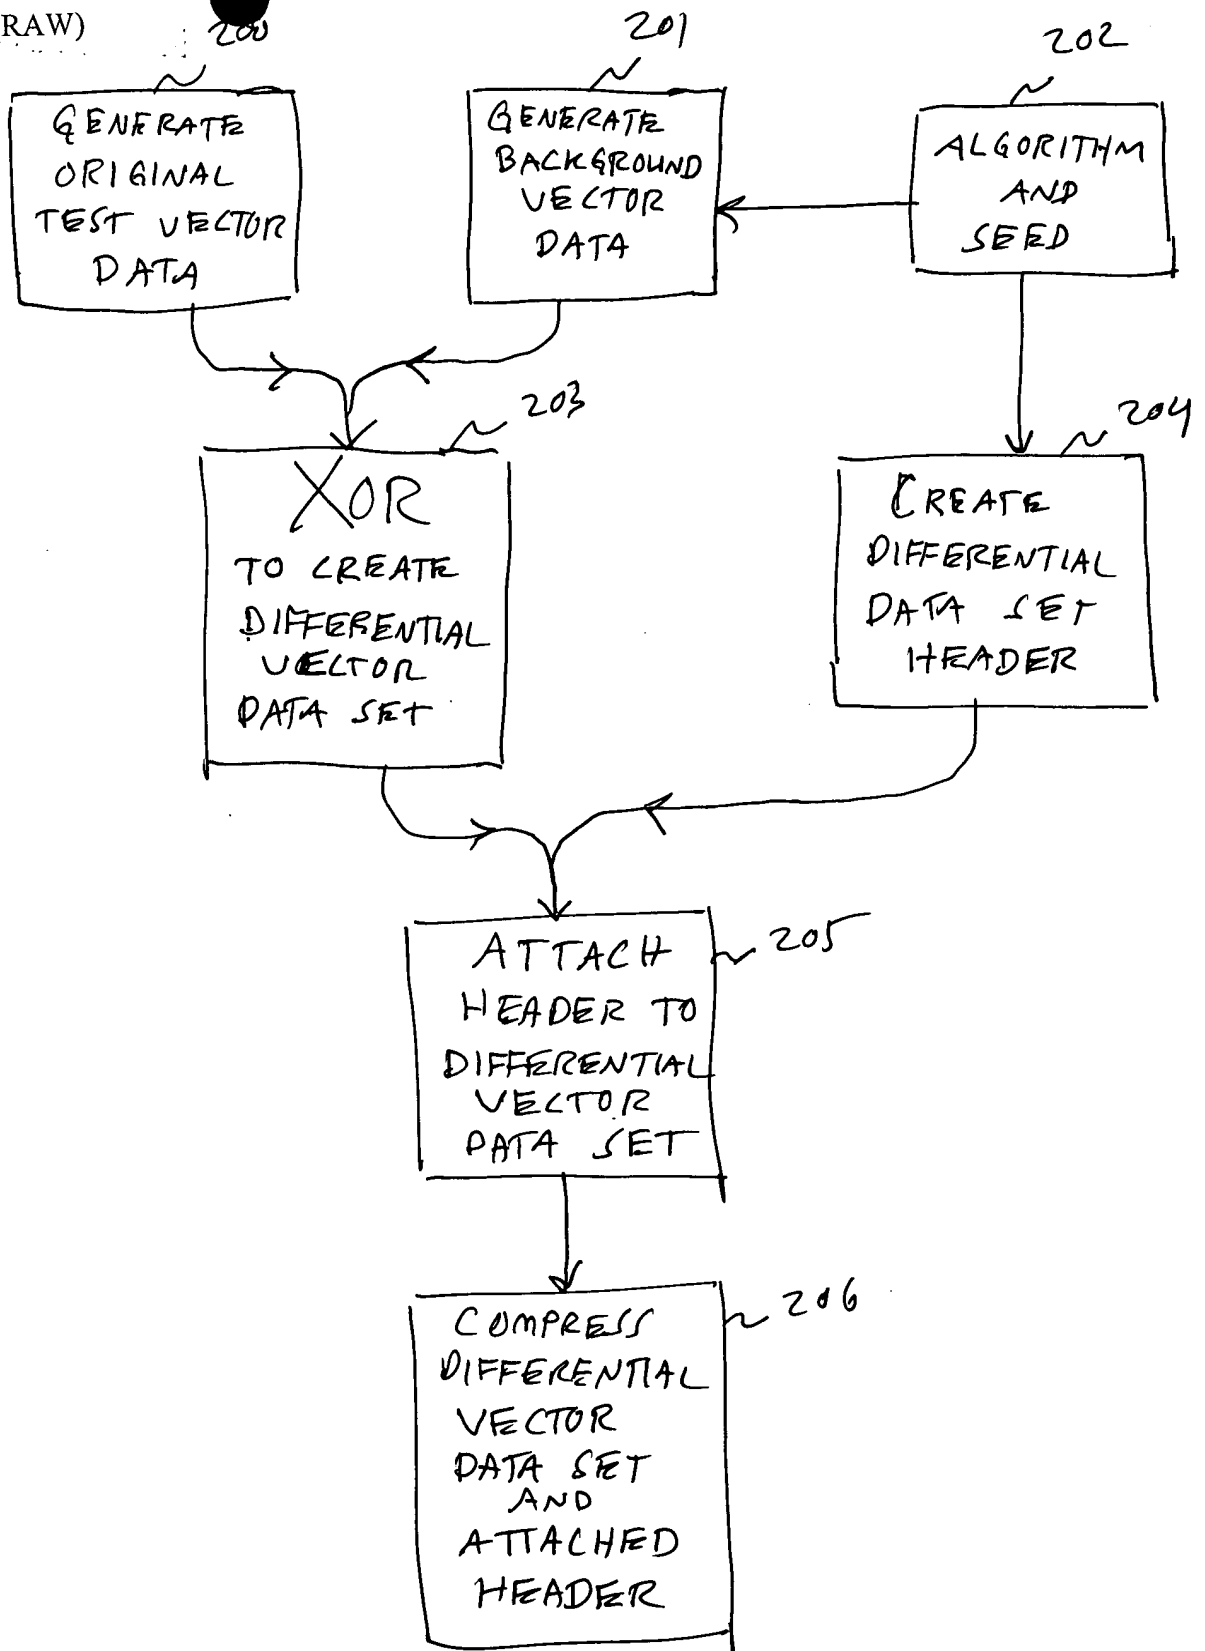 RAW)
200
GENERATE
ORIGINAL
TEST VECTOR
DATA
201
GENERATE
BACKGROUND
VECTOR
DATA
202
ALGORITHM
AND
SEED
203
XOR
TO CREATE
DIFFERENTIAL
VECTOR
DATA SET
204
CREATE
DIFFERENTIAL
DATA SET
HEADER
205
ATTACH
HEADER TO
DIFFERENTIAL
VECTOR
DATA SET
206
COMPRESS
DIFFERENTIAL
VECTOR
DATA SET
AND
ATTACHED
HEADER